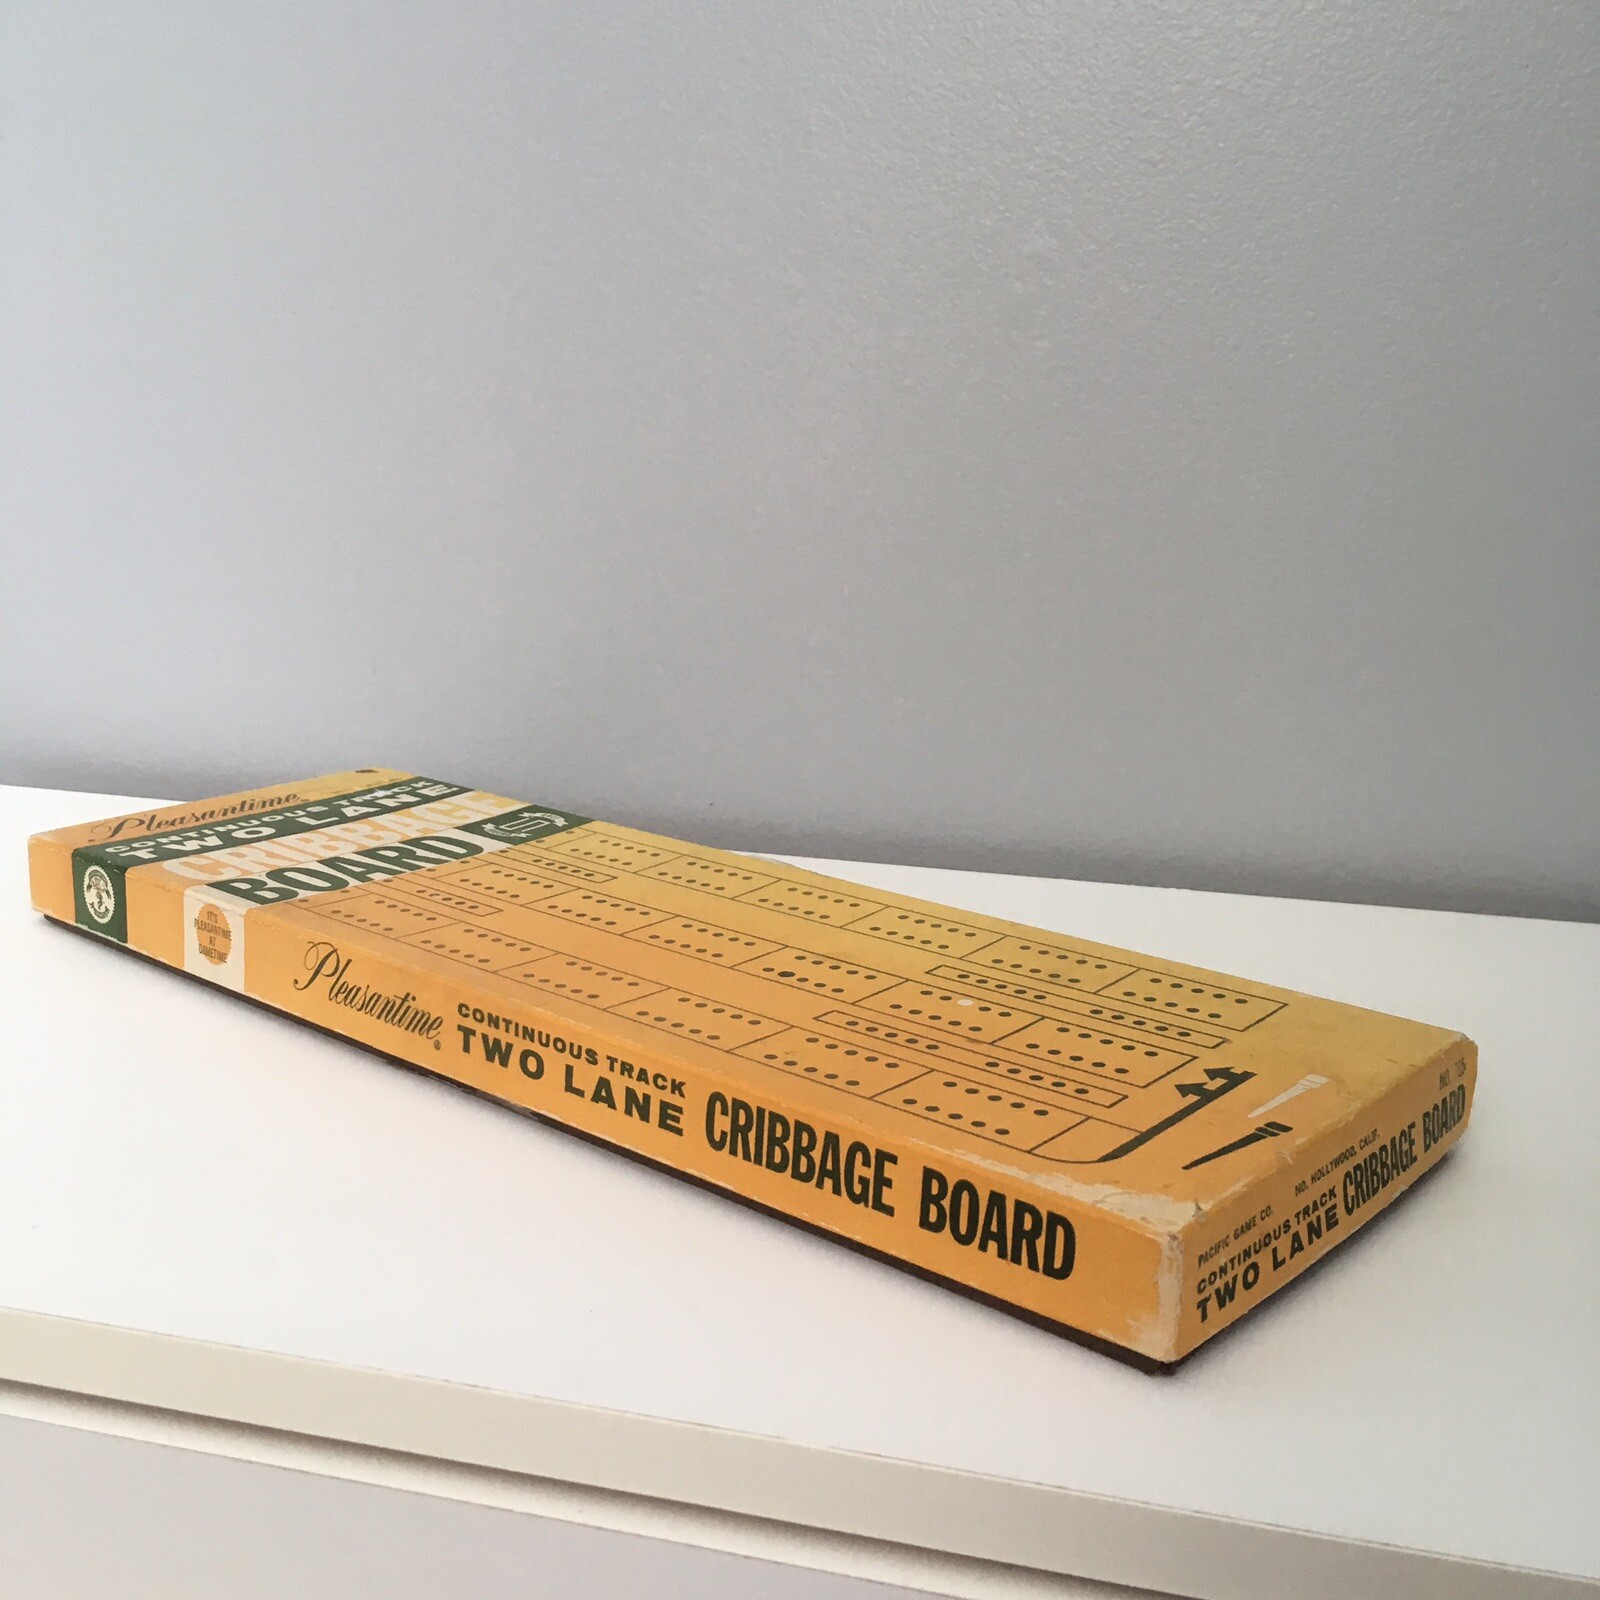 Pleasantime
CONTINUOUS TRACK
TWO LANE
CRIBBAGE
BOARD
IT'S
PLEASANTIME
AT
GAMETIME
Pleasantime
CONTINUOUS TRACK
TWO LANE
CRIBBAGE BOARD
PACIFIC GAME CO.
NO. HOLLYWOOD, CALIF.
CONTINUOUS TRACK
TWO LANE
CRIBBAGE BOARD